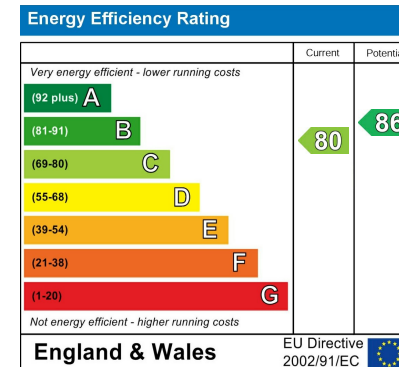 Energy Efficiency Rating
Current Potentia
Very energy efficient - lower running costs
(92 plus) A
(81-91) B
(69-80) C
(55-68) D
(39-54) E
(21-38) F
(1-20) G
80
86
Not energy efficient - higher running costs
England & Wales
EU Directive
2002/91/EC